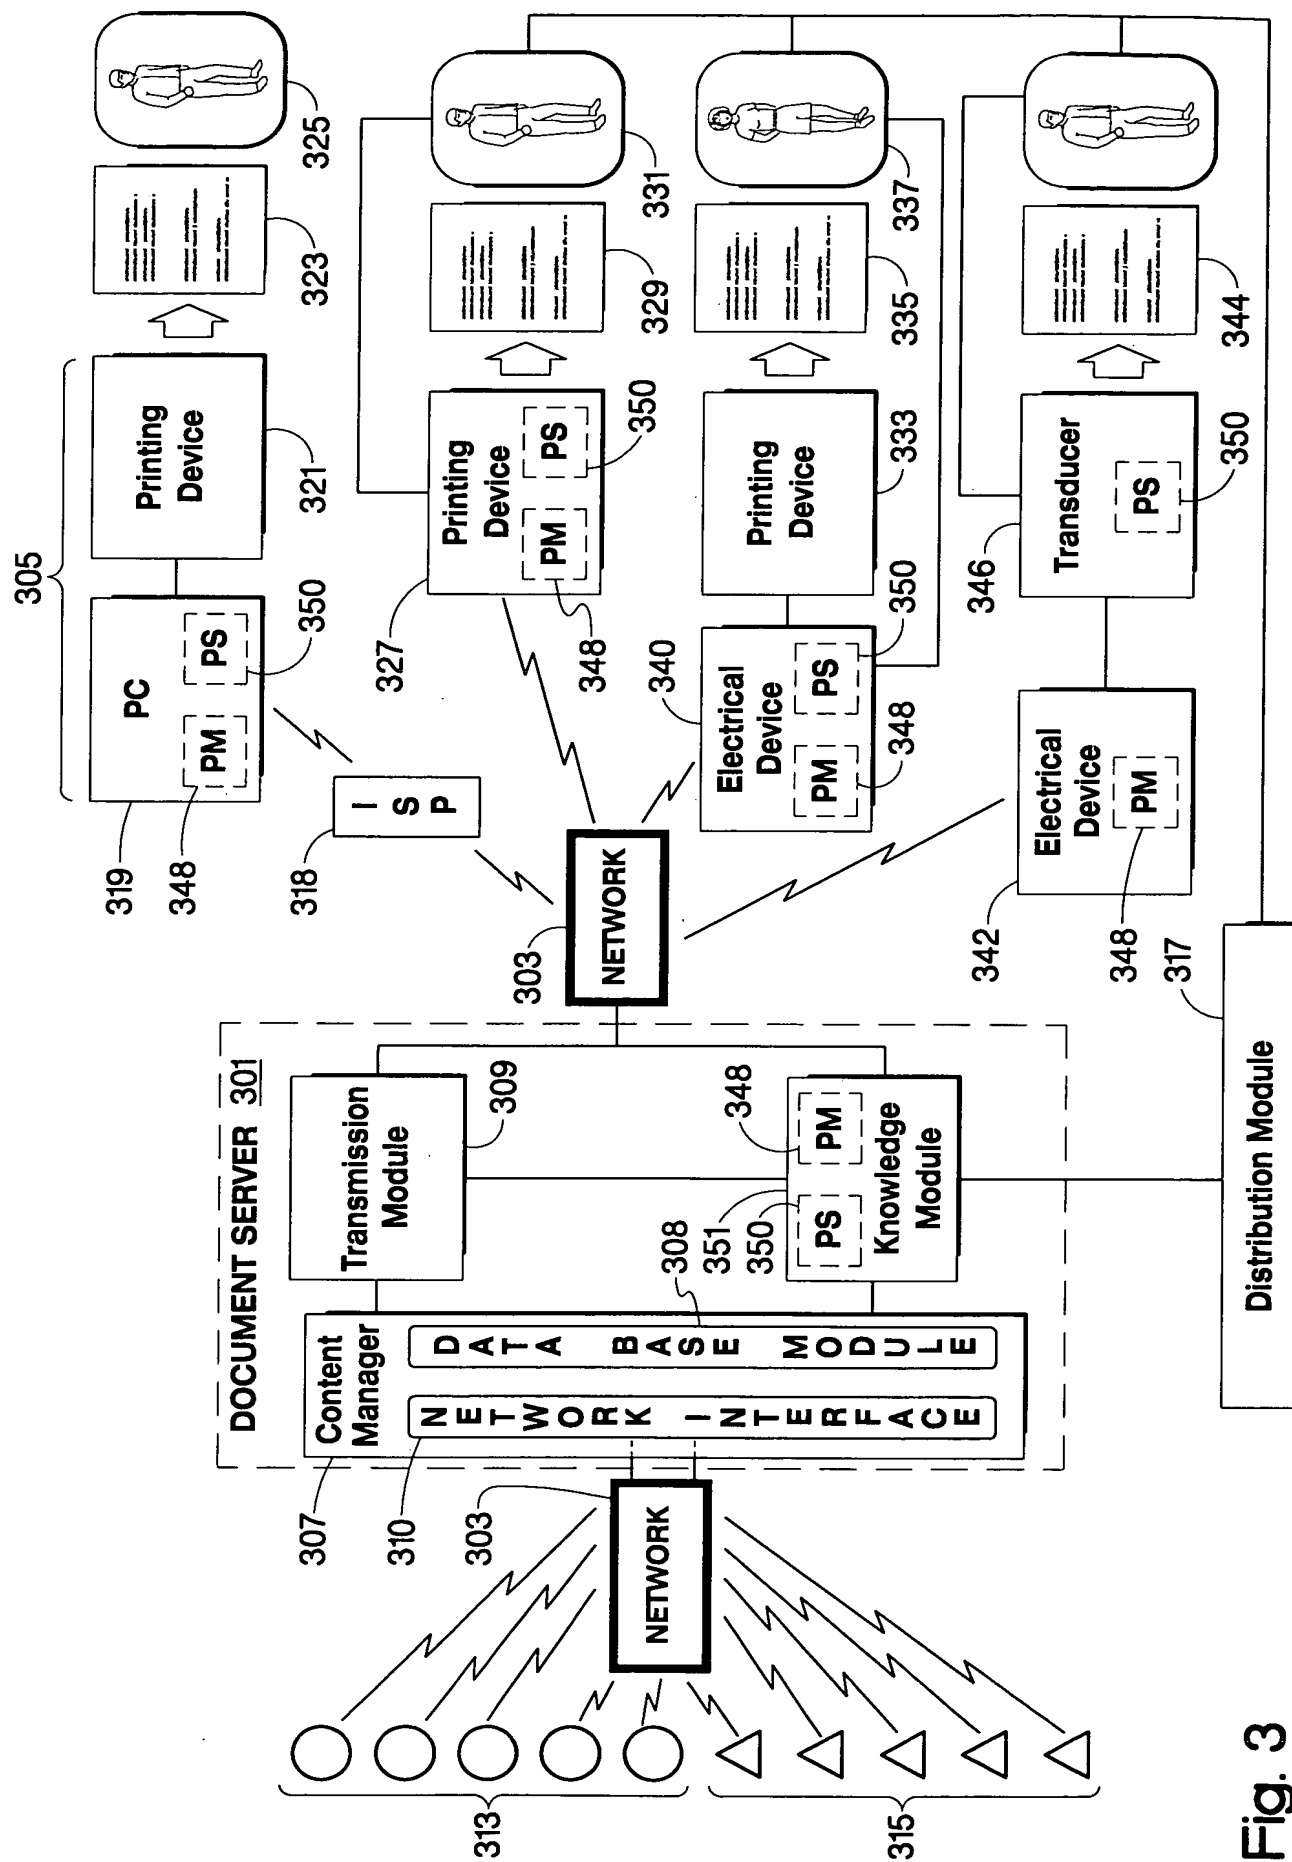 313
315
307
310
303
NETWORK
DOCUMENT SERVER 301
Content
Manager
NETWORK INTERFACE
DATA BASE MODULE
308
Transmission
Module
309
351
350
348
PS
PM
Knowledge
Module
317
Distribution Module
303
NETWORK
318
ISP
305
319
348
PC
PM
PS
350
Printing
Device
321
323
325
327
Printing
Device
PM
PS
348
350
329
331
340
Electrical
Device
PM
PS
348
350
Printing
Device
333
335
337
342
Electrical
Device
PM
348
346
Transducer
PS
350
344
Fig. 3